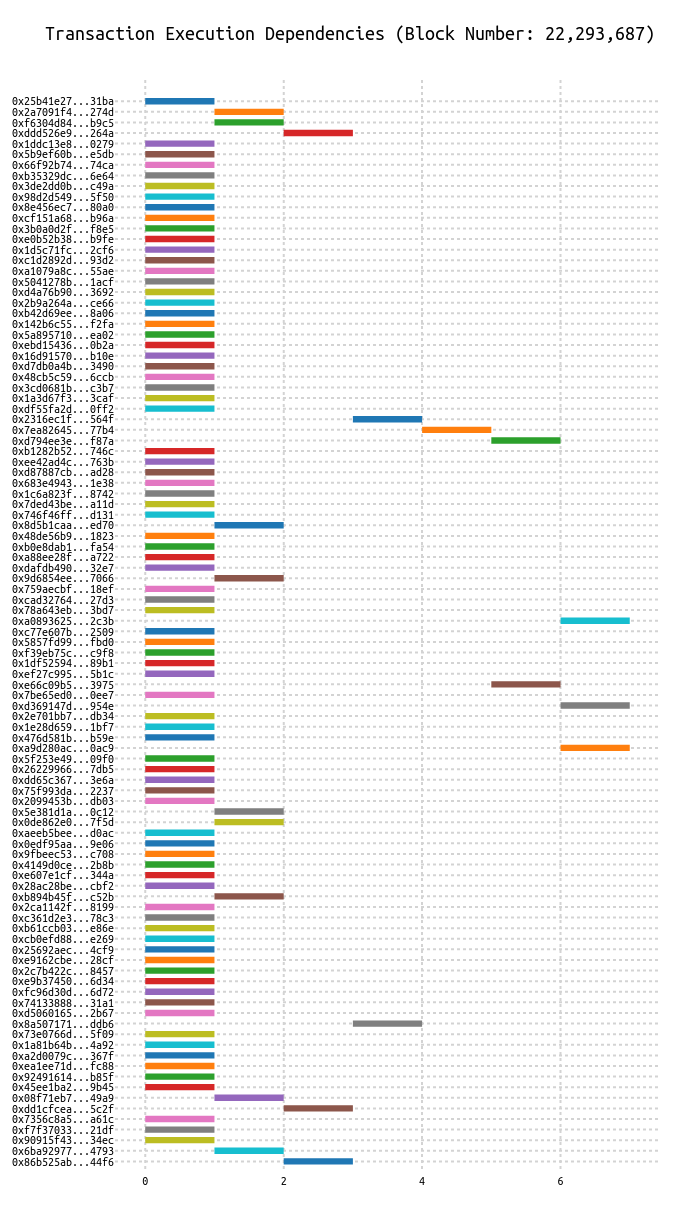 Transaction Execution Dependencies (Block Number: 22,293,687)
0x25b41e27...31ba
0x2a7091f4...274d
0xf6304d84...b9c5
0xddd526e9...264a
0x1ddc13e8...0279
0x5b9ef60b...e5db
0x66f92b74...74ca
0xb35329dc...6e64
0x3de2dd0b...c49a
0x98d2d549...5f50
0x8e456ec7...80a0
0xcf151a68...b96a
0x3b0a0d2f...f8e5
0xe0b52b38...b9fe
0x1d5c71fc...2cf6
0xc1d2892d...93d2
0xa1079a8c...55ae
0x5041278b...1acf
0xd4a76b90...3692
0x2b9a264a...ce66
0xb42d69ee...8a06
0x142b6c55...f2fa
0x5a895710...ea02
0xebd15436...0b2a
0x16d91570...b10e
0xd7db0a4b...3490
0x48cb5c59...6ccb
0x3cd0681b...c3b7
0x1a3d67f3...3caf
0xdf55fa2d...0ff2
0x2316ec1f...564f
0x7ea82645...77b4
0xd794ee3e...f87a
0xb1282b52...746c
0xee42ad4c...763b
0xd87887cb...ad28
0x683e4943...1e38
0x1c6a823f...8742
0x7ded43be...a11d
0x746f46ff...d131
0x8d5b1caa...ed70
0x48de56b9...1823
0xb0e8dab1...fa54
0xa88ee28f...a722
0xdafdb490...32e7
0x9d6854ee...7066
0x759aecbf...18ef
0xcad32764...27d3
0x78a643eb...3bd7
0xa0893625...2c3b
0xc77e607b...2509
0x5857fd99...fbd0
0xf39eb75c...c9f8
0x1df52594...89b1
0xef27c995...5b1c
0xe66c09b5...3975
0x7be65ed0...0ee7
0xd369147d...954e
0x2e701bb7...db34
0x1e28d659...1bf7
0x476d581b...b59e
0xa9d280ac...0ac9
0x5f253e49...09f0
0x26229966...7db5
0xdd65c367...3e6a
0x75f993da...2237
0x2099453b...db03
0x5e381d1a...0c12
0x0de862e0...7f5d
0xaeeb5bee...d0ac
0x0edf95aa...9e06
0x9fbeec53...c708
0x4149d0ce...2b8b
0xe607e1cf...344a
0x28ac28be...cbf2
0xb894b45f...c52b
0x2ca1142f...8199
0xc361d2e3...78c3
0xb61ccb03...e86e
0xcb0efd88...e269
0x25692aec...4cf9
0xe9162cbe...28cf
0x2c7b422c...8457
0xe9b37450...6d34
0xfc96d30d...6d72
0x74133888...31a1
0xd5060165...2b67
0x8a507171...ddb6
0x73e0766d...5f09
0x1a81b64b...4a92
0xa2d0079c...367f
0xea1ee71d...fc88
0x92491614...b85f
0x45ee1ba2...9b45
0x08f71eb7...49a9
0xdd1cfcea...5c2f
0x7356c8a5...a61c
0xf7f37033...21df
0x90915f43...34ec
0x6ba92977...4793
0x86b525ab...44f6
0 2 4 6